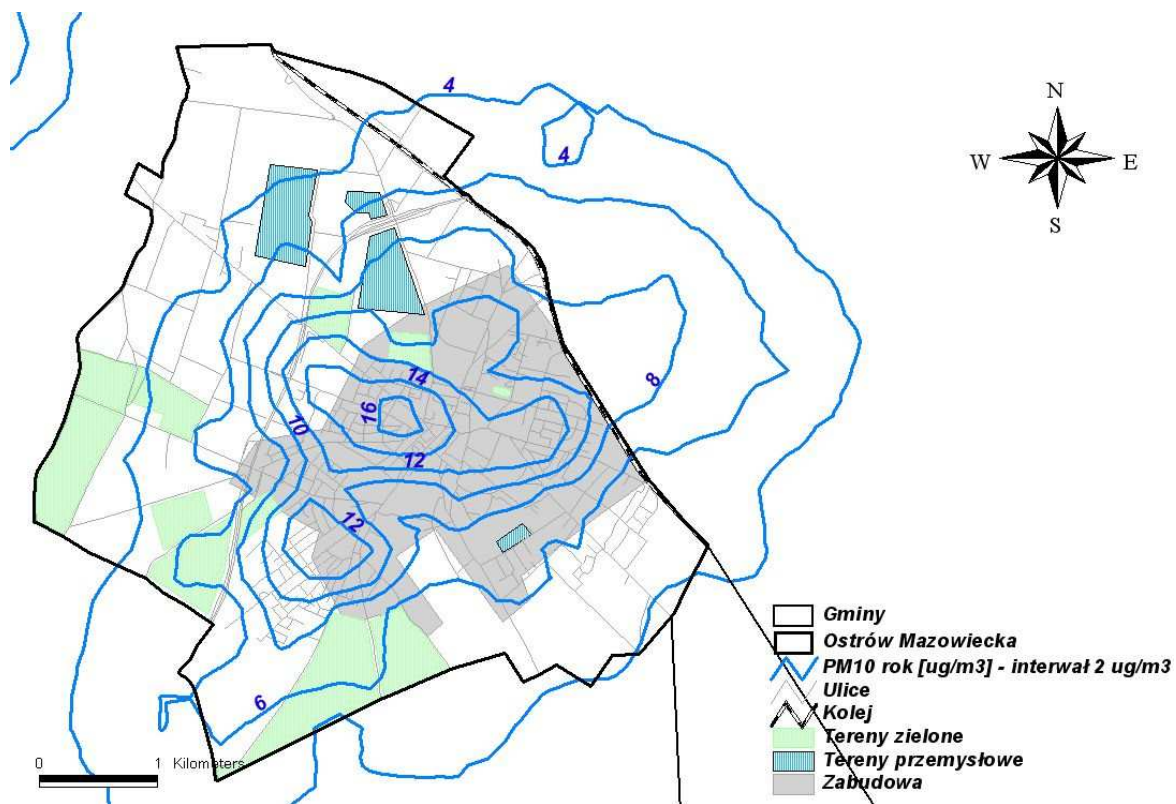 4
4
N
W E
S
8
14
16
10
12
12
6
Gminy
Ostrów Mazowiecka
PM10 rok [ug/m3] - interwał 2 ug/m3
Ulice
Kolej
Tereny zielone
Tereny przemysłowe
Zabudowa
0 1 Kilometers